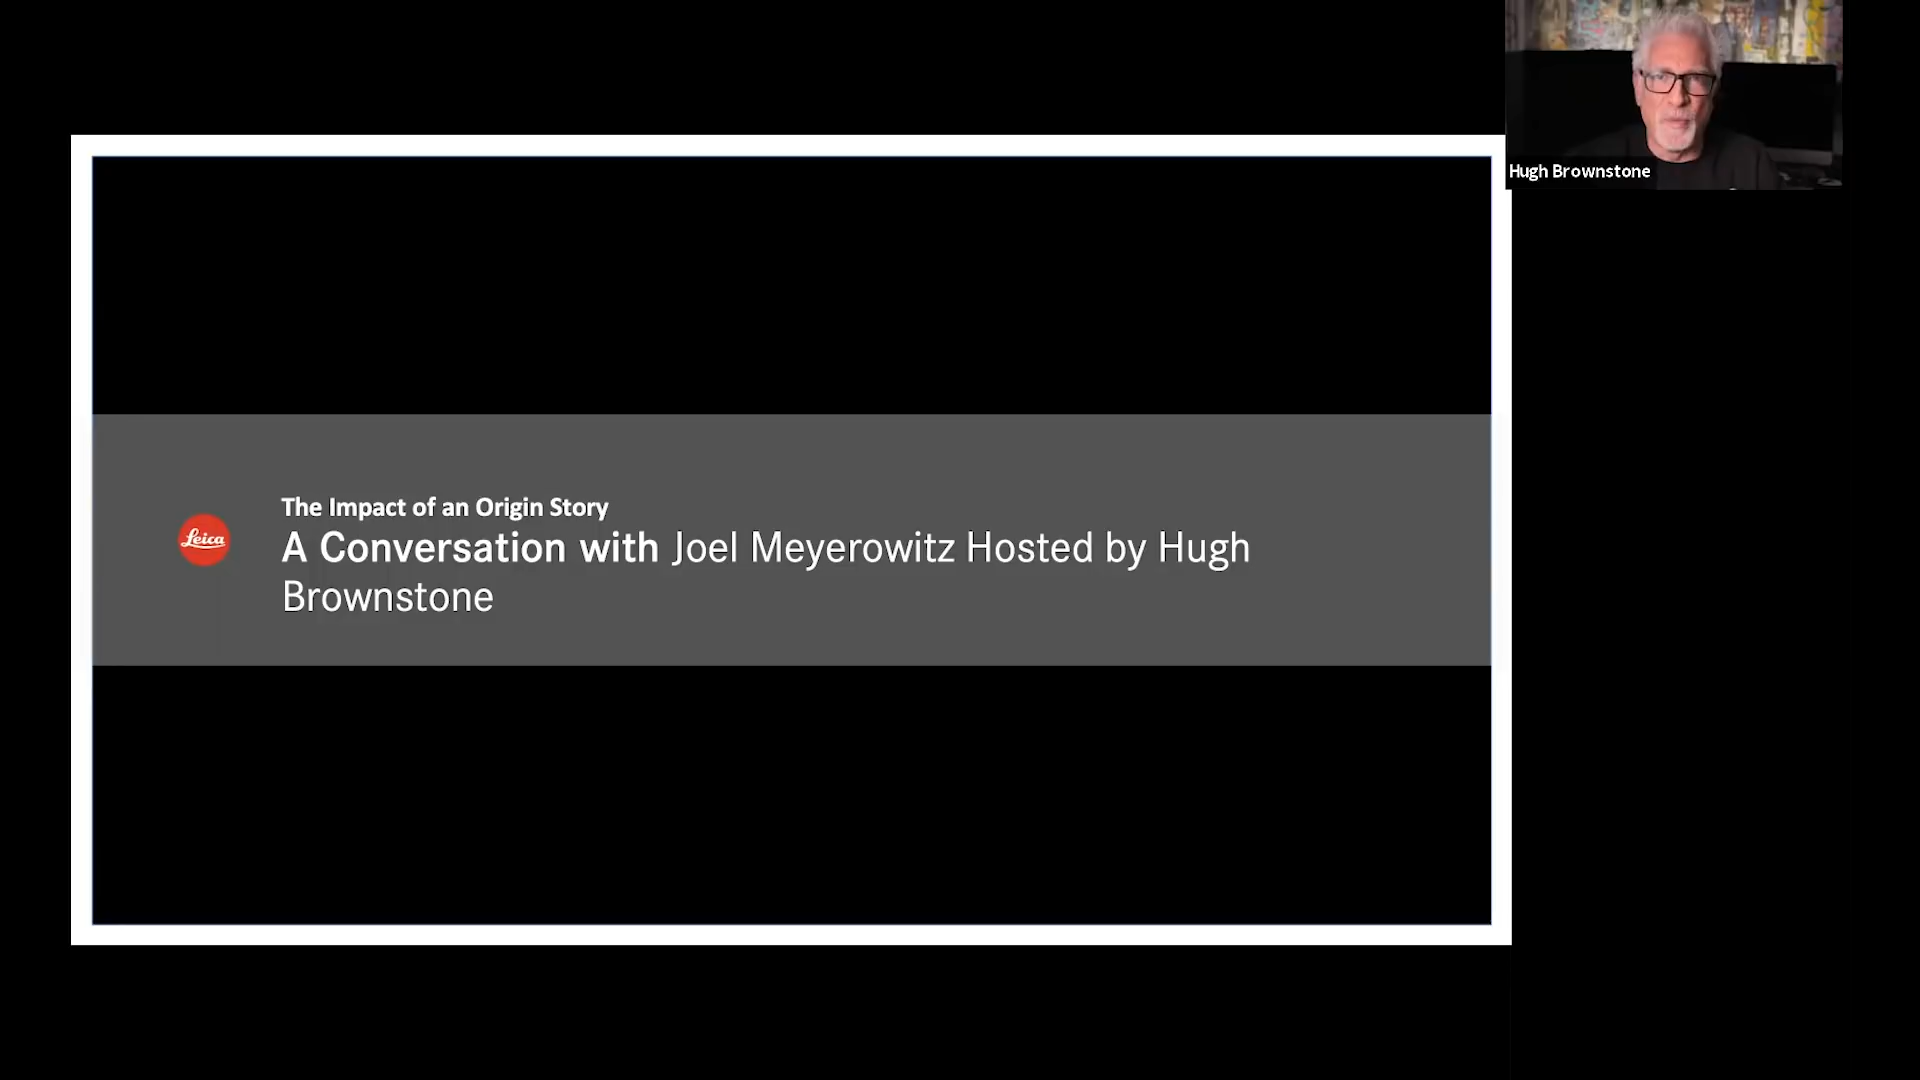 Hugh Brownstone
The Impact of an Origin Story
Leica
A Conversation with Joel Meyerowitz Hosted by Hugh
Brownstone